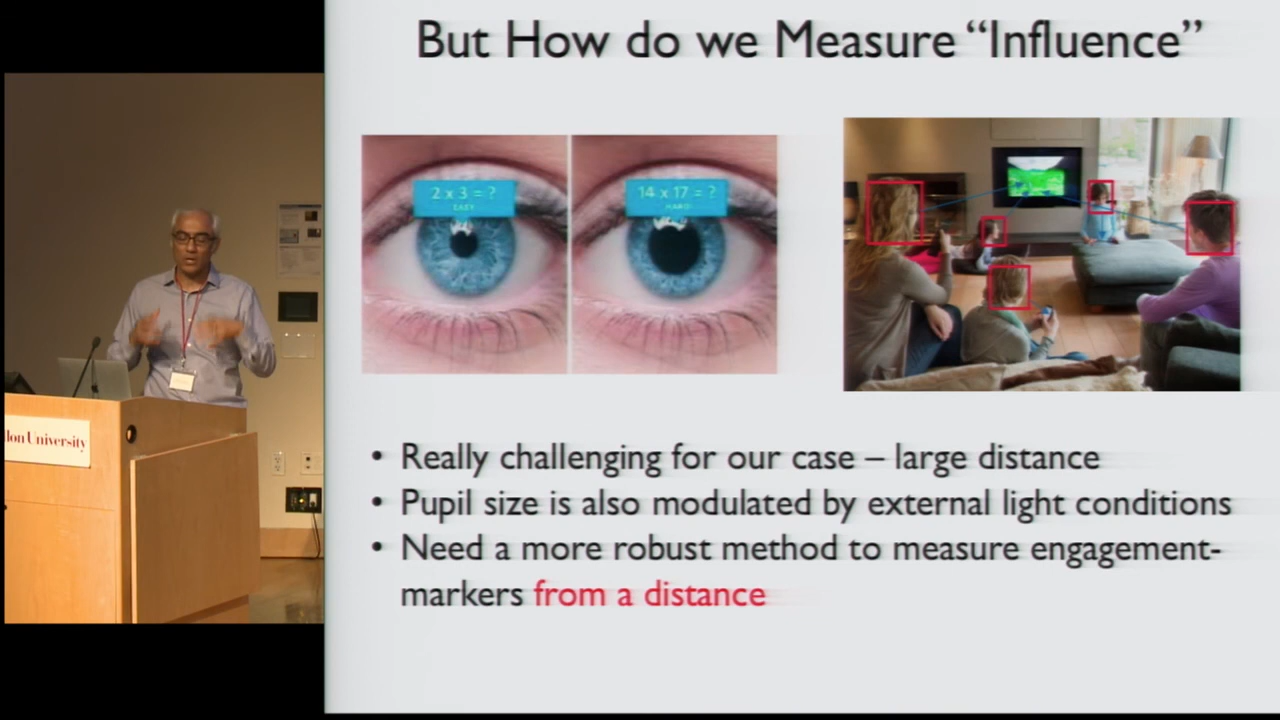 But How do we Measure “Influence”
2 x 3 = ?
EASY
14 x 17 = ?
HARD
• Really challenging for our case – large distance
• Pupil size is also modulated by external light conditions
• Need a more robust method to measure engagement-
markers from a distance
lon University